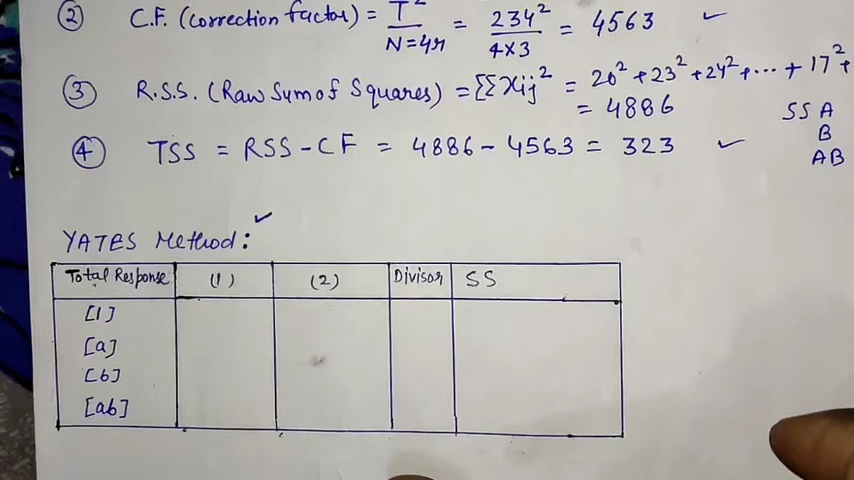 ② C.F. (correction factor) = T² / N=4r = 234² / 4×3 = 4563 ✓
③ R.S.S. (Raw Sum of Squares) = ΣΣXij² = 20² + 23² + 24² + ... + 17² +
= 4886
SS A
B
AB
④ TSS = RSS - CF = 4886 - 4563 = 323 ✓
YATES Method: ✓
Total Response (1) (2) Divisor SS
[1]
[a]
[b]
[ab]